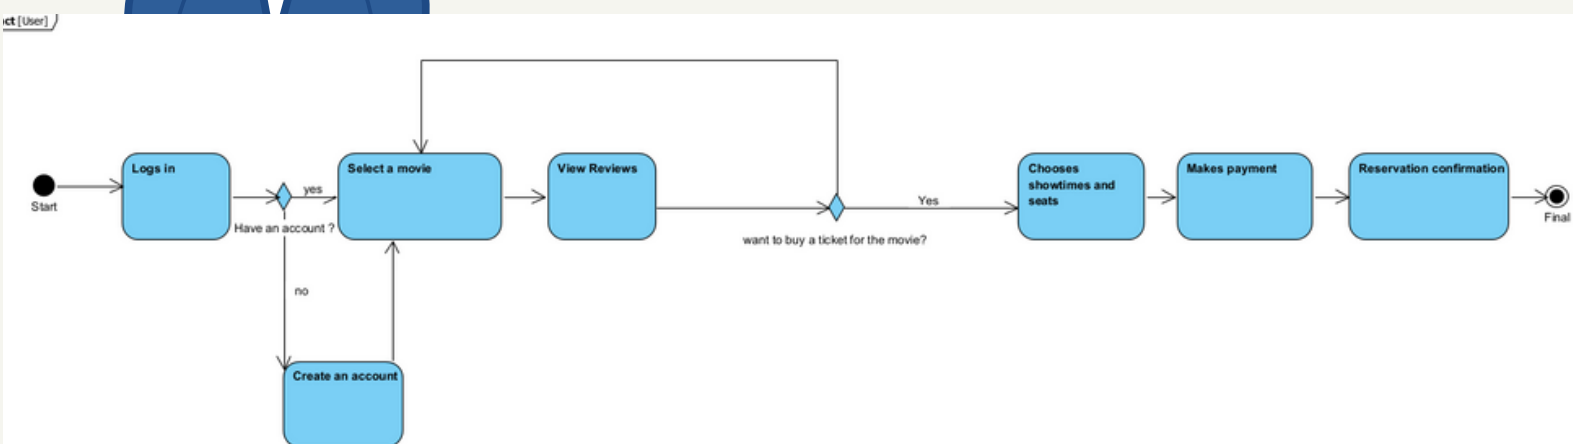 ct [User]
Logs in
yes
Select a movie
View Reviews
Chooses
showtimes and
seats
Makes payment
Reservation confirmation
Start
Have an account ?
Yes
want to buy a ticket for the movie?
Final
no
Create an account